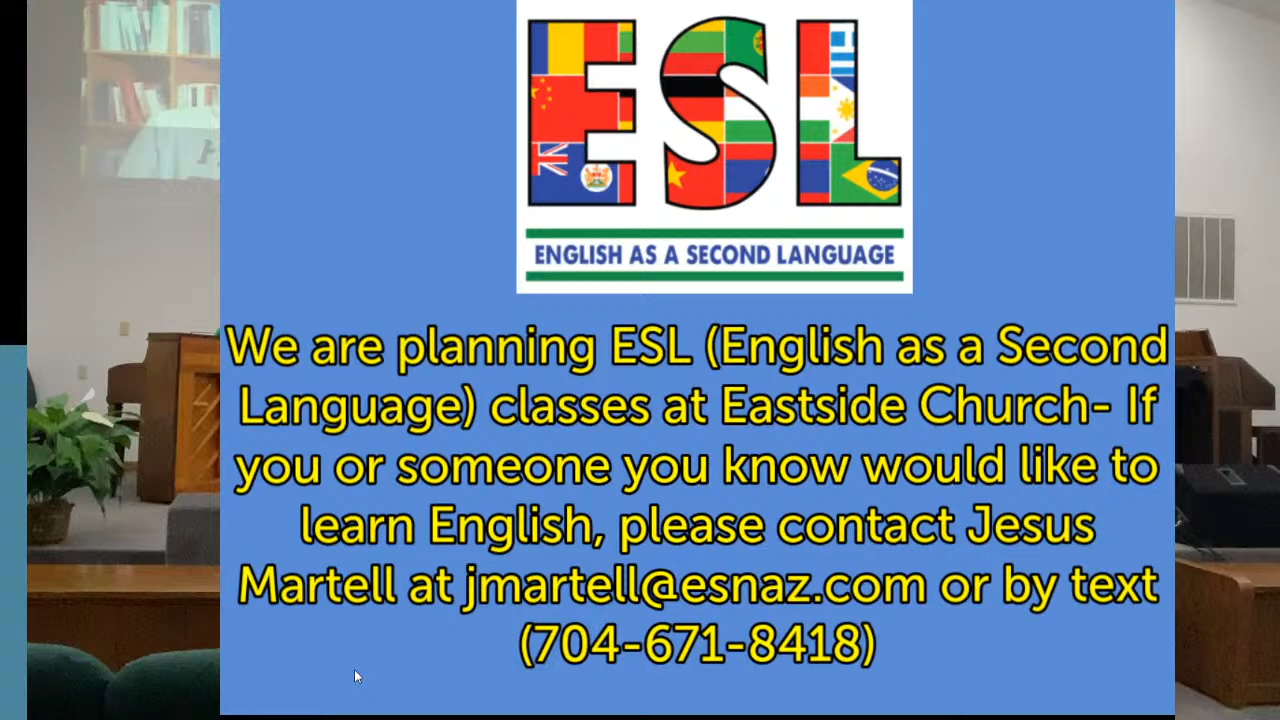 ESL
ENGLISH AS A SECOND LANGUAGE
We are planning ESL (English as a Second
Language) classes at Eastside Church- If
you or someone you know would like to
learn English, please contact Jesus
Martell at jmartell@esnaz.com or by text
(704-671-8418)